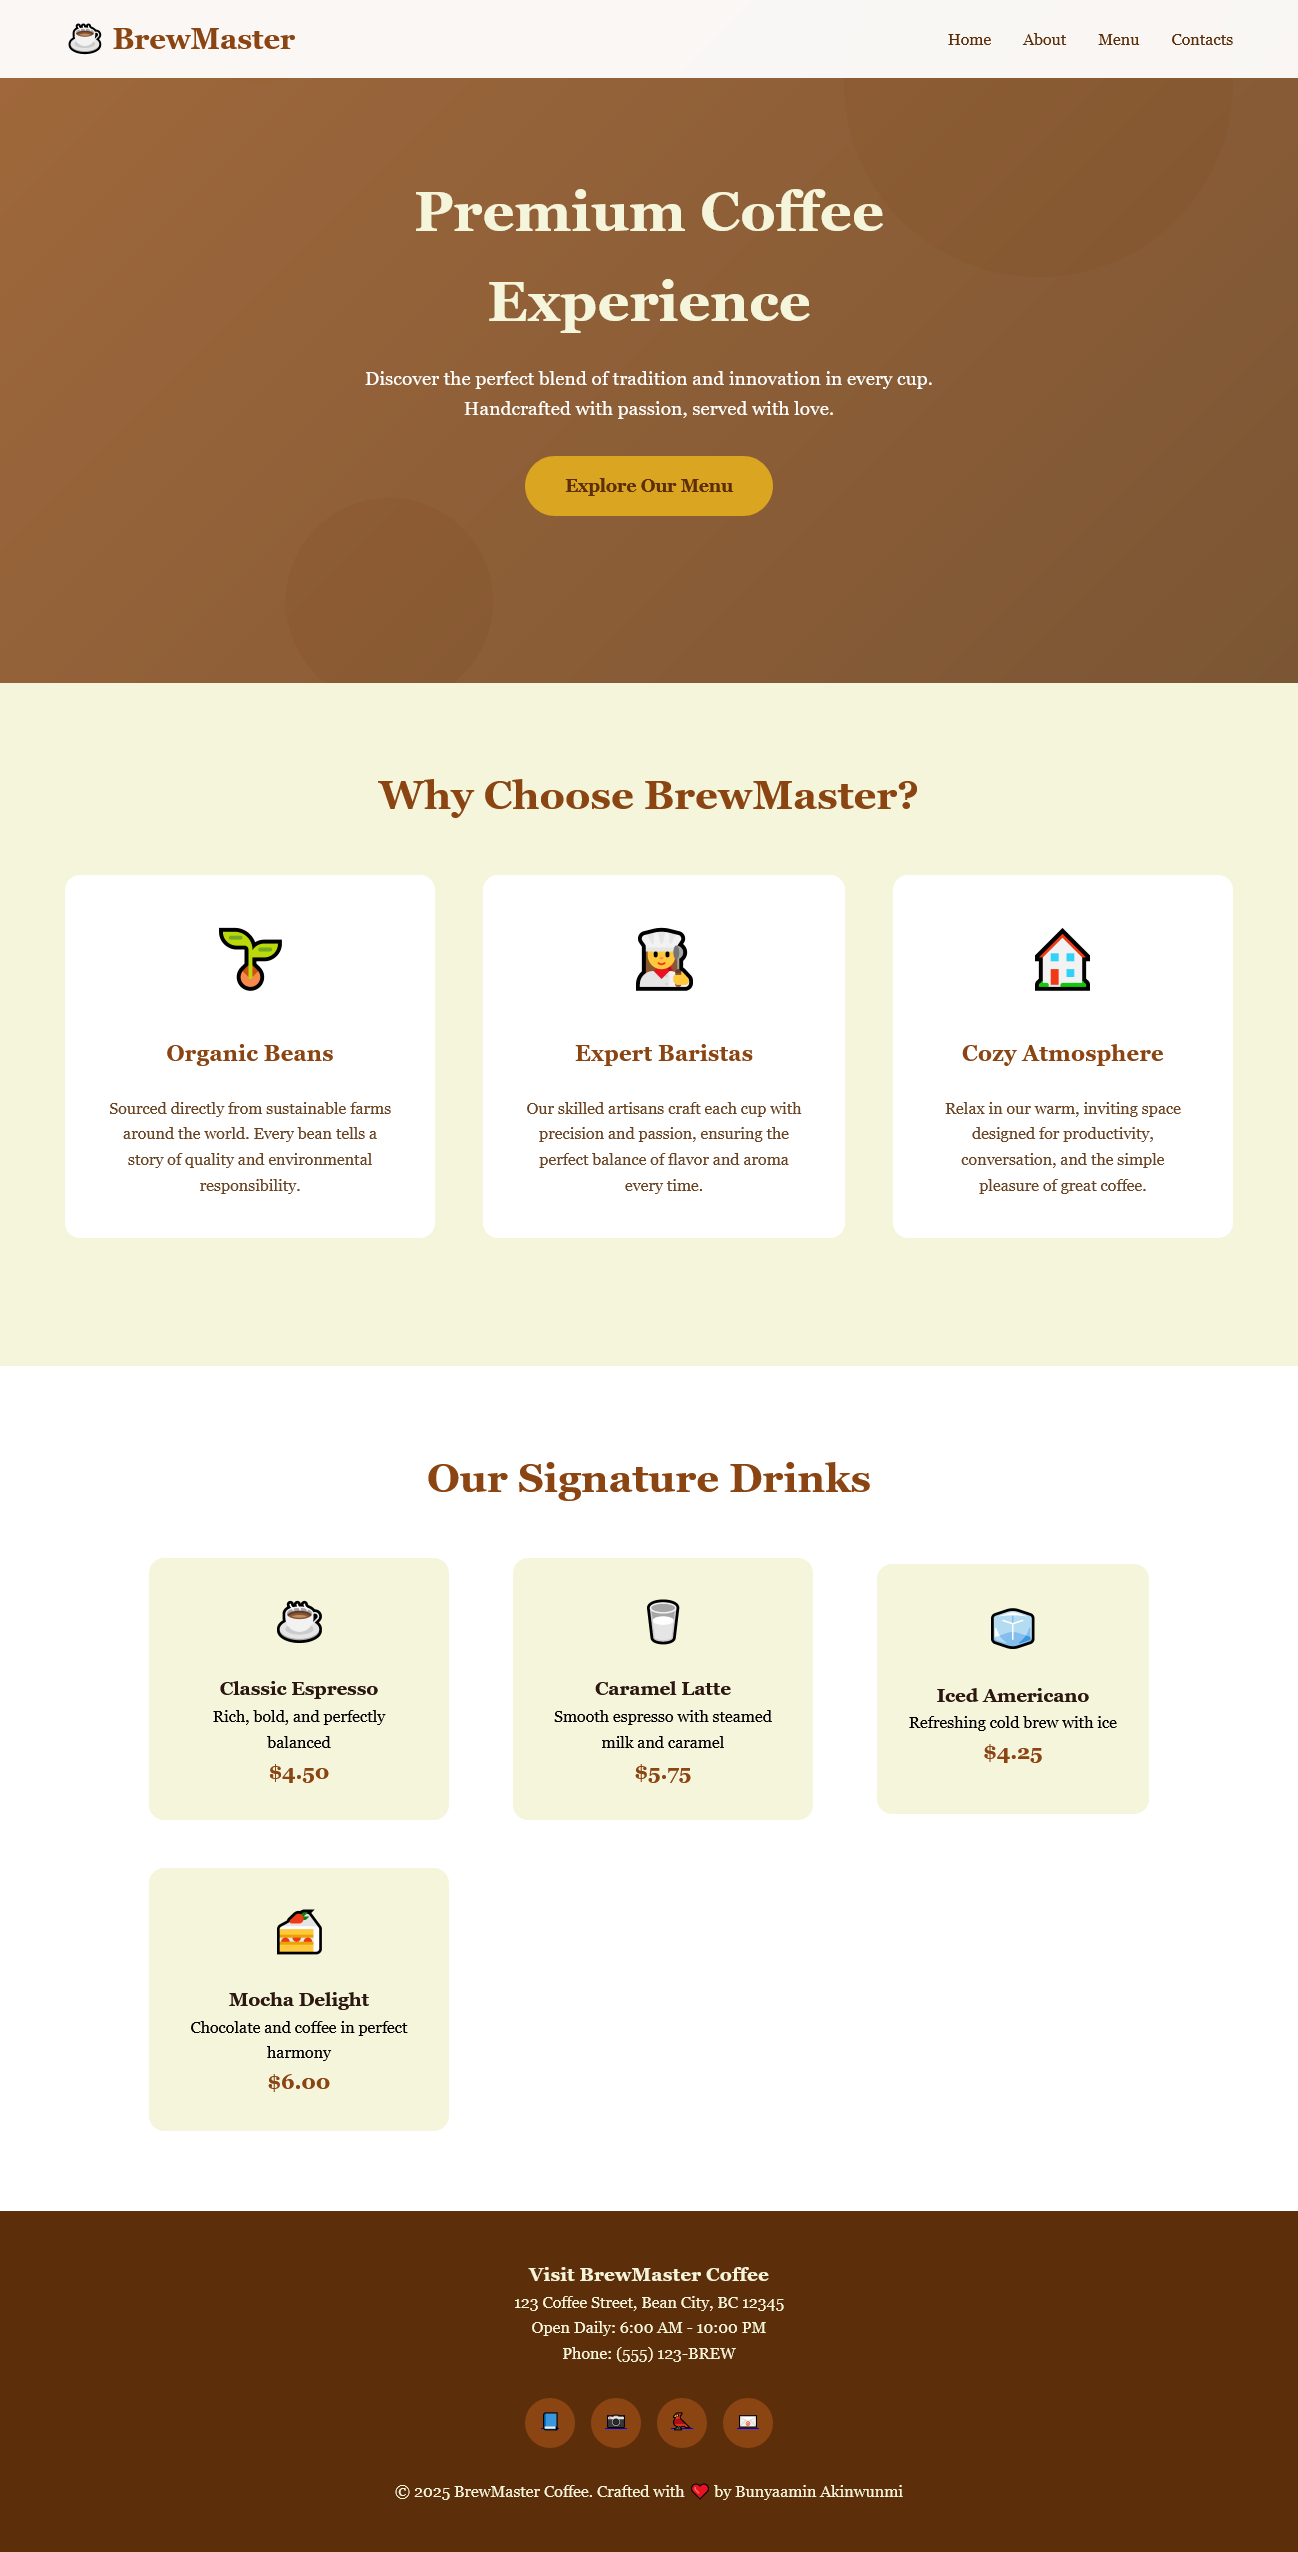 BrewMaster
Home About Menu Contacts
Premium Coffee
Experience
Discover the perfect blend of tradition and innovation in every cup.
Handcrafted with passion, served with love.
Explore Our Menu
Why Choose BrewMaster?
Organic Beans
Sourced directly from sustainable farms
around the world. Every bean tells a
story of quality and environmental
responsibility.
Expert Baristas
Our skilled artisans craft each cup with
precision and passion, ensuring the
perfect balance of flavor and aroma
every time.
Cozy Atmosphere
Relax in our warm, inviting space
designed for productivity,
conversation, and the simple
pleasure of great coffee.
Our Signature Drinks
Classic Espresso
Rich, bold, and perfectly
balanced
$4.50
Caramel Latte
Smooth espresso with steamed
milk and caramel
$5.75
Iced Americano
Refreshing cold brew with ice
$4.25
Mocha Delight
Chocolate and coffee in perfect
harmony
$6.00
Visit BrewMaster Coffee
123 Coffee Street, Bean City, BC 12345
Open Daily: 6:00 AM - 10:00 PM
Phone: (555) 123-BREW
© 2025 BrewMaster Coffee. Crafted with ❤️ by Bunyaamin Akinwunmi